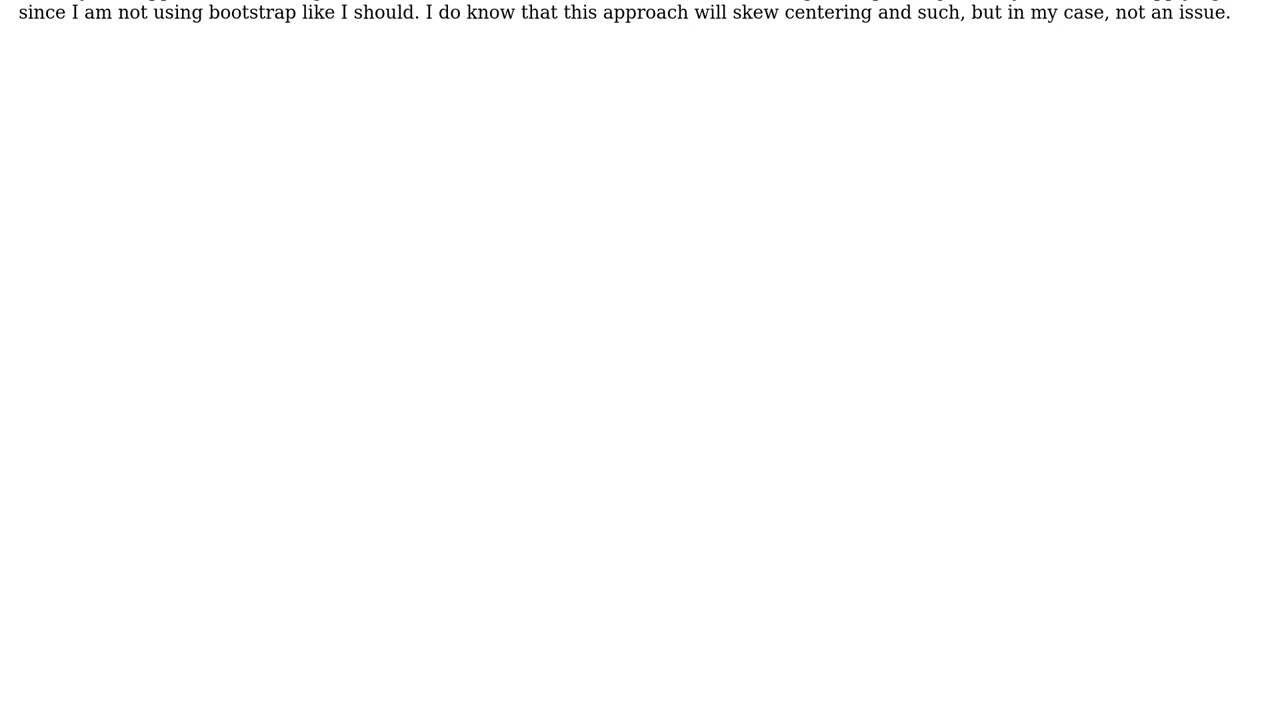 since I am not using bootstrap like I should. I do know that this approach will skew centering and such, but in my case, not an issue.